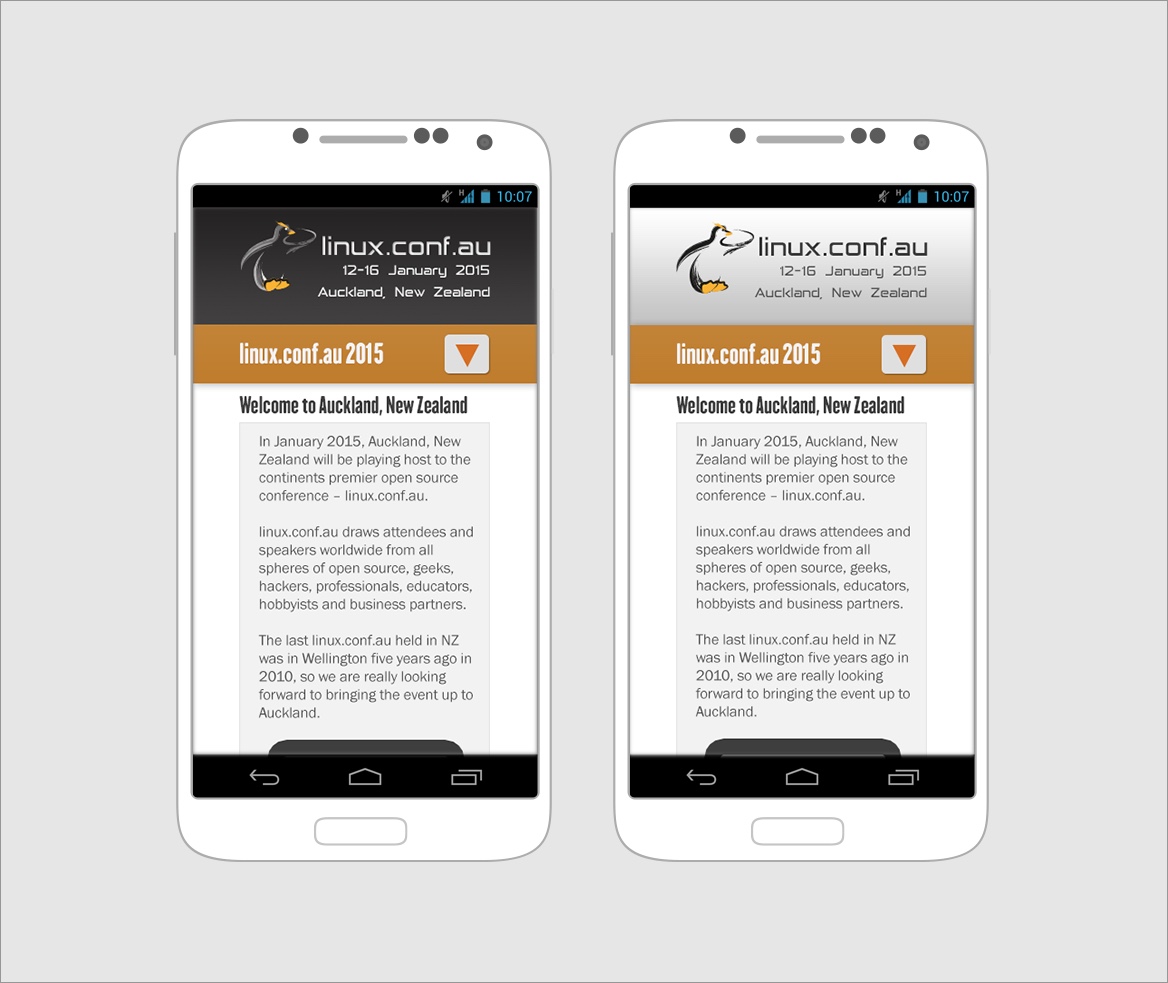 H 10:07
linux.conf.au
12-16 January 2015
Auckland, New Zealand
linux.conf.au 2015
Welcome to Auckland, New Zealand
In January 2015, Auckland, New
Zealand will be playing host to the
continents premier open source
conference – linux.conf.au.
linux.conf.au draws attendees and
speakers worldwide from all
spheres of open source, geeks,
hackers, professionals, educators,
hobbyists and business partners.
The last linux.conf.au held in NZ
was in Wellington five years ago in
2010, so we are really looking
forward to bringing the event up to
Auckland.
H 10:07
linux.conf.au
12-16 January 2015
Auckland, New Zealand
linux.conf.au 2015
Welcome to Auckland, New Zealand
In January 2015, Auckland, New
Zealand will be playing host to the
continents premier open source
conference – linux.conf.au.
linux.conf.au draws attendees and
speakers worldwide from all
spheres of open source, geeks,
hackers, professionals, educators,
hobbyists and business partners.
The last linux.conf.au held in NZ
was in Wellington five years ago in
2010, so we are really looking
forward to bringing the event up to
Auckland.